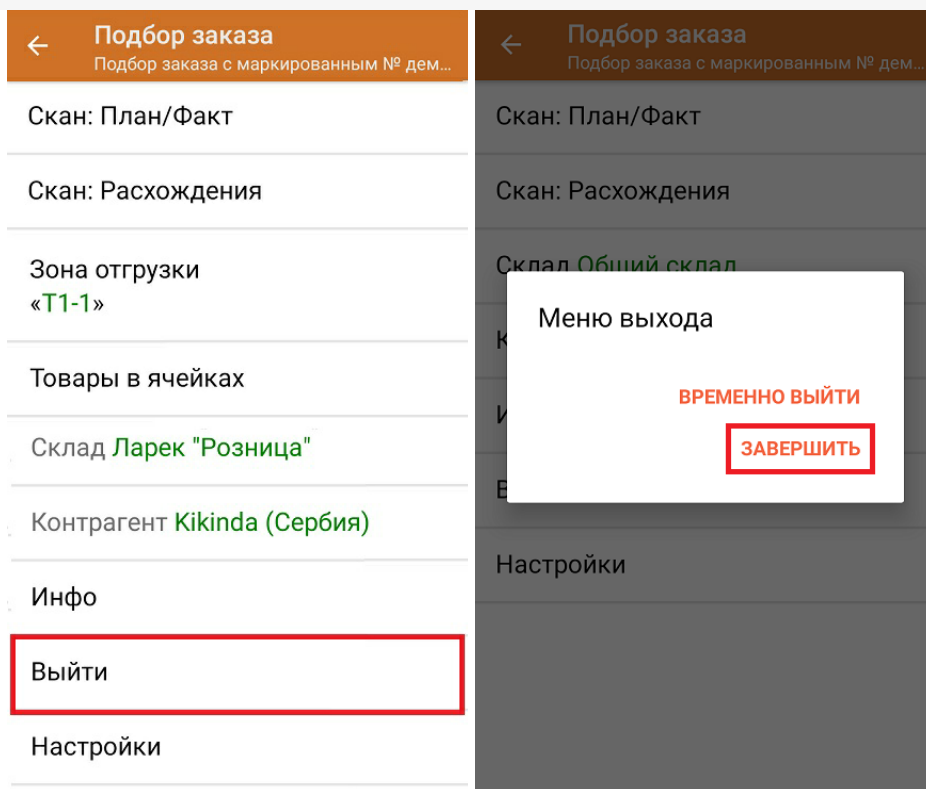 Подбор заказа
Подбор заказа с маркированным № дем...
Скан: План/Факт
Скан: Расхождения
Зона отгрузки
«Т1-1»
Товары в ячейках
Склад Ларек "Розница"
Контрагент Kikinda (Сербия)
Инфо
Выйти
Настройки
Подбор заказа
Подбор заказа с маркированным № дем...
Скан: План/Факт
Скан: Расхождения
Склад Общий склад
Меню выхода
ВРЕМЕННО ВЫЙТИ
ЗАВЕРШИТЬ
Настройки